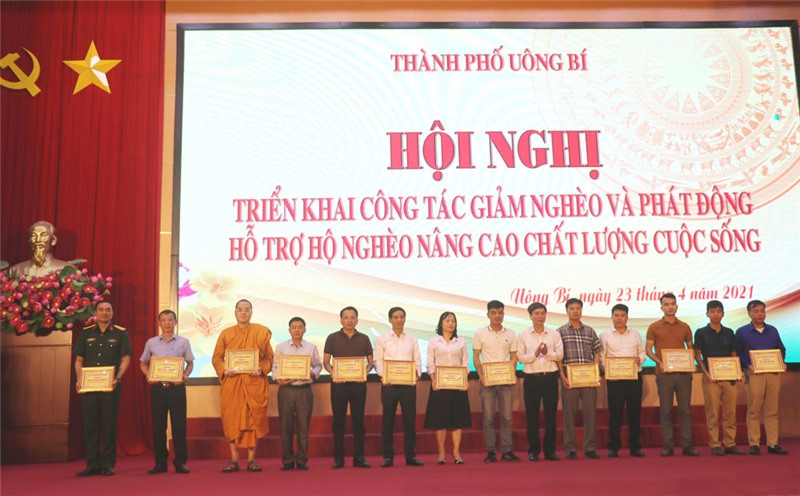 THÀNH PHỐ UÔNG BÍ
HỘI NGHỊ
TRIỂN KHAI CÔNG TÁC GIẢM NGHÈO VÀ PHÁT ĐỘNG
HỖ TRỢ HỘ NGHÈO NÂNG CAO CHẤT LƯỢNG CUỘC SỐNG
Uông Bí, ngày 23 tháng 4 năm 2021